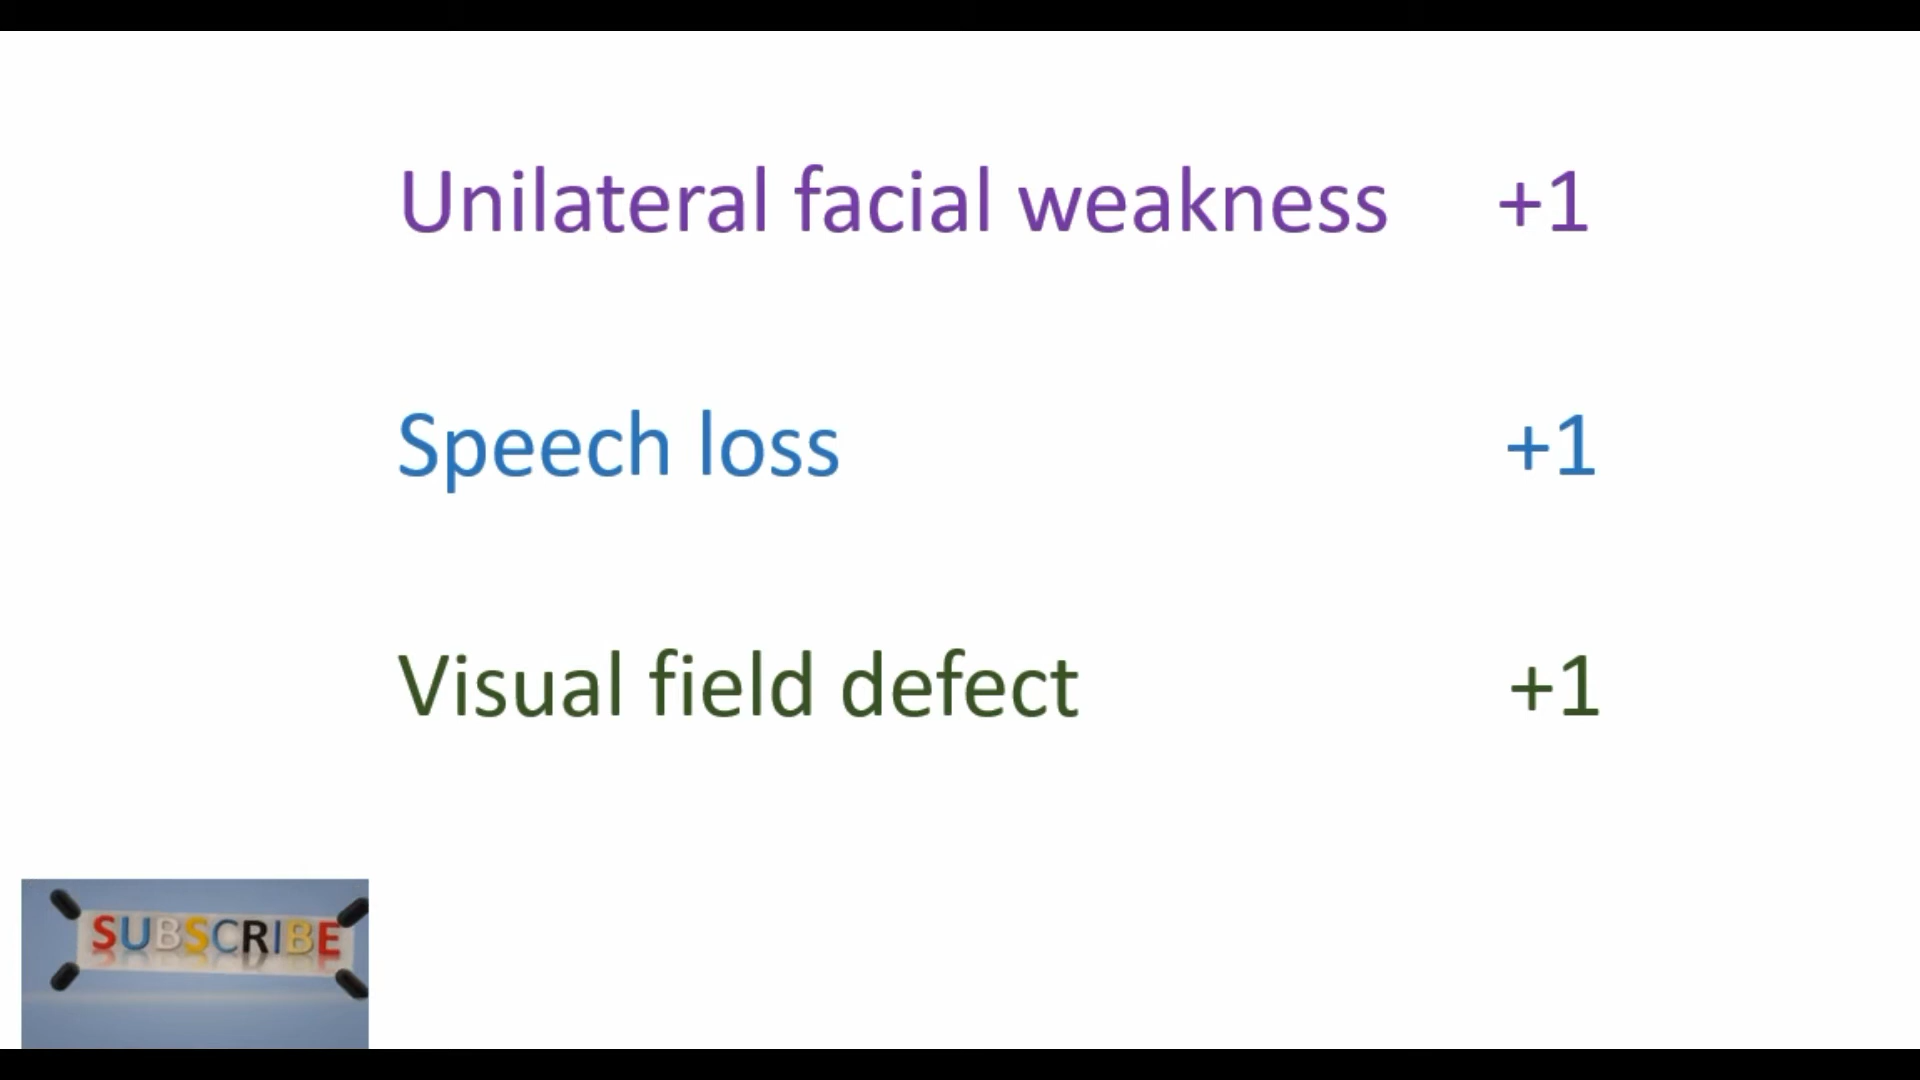 Unilateral facial weakness +1
Speech loss +1
Visual field defect +1
SUBSCRIBE